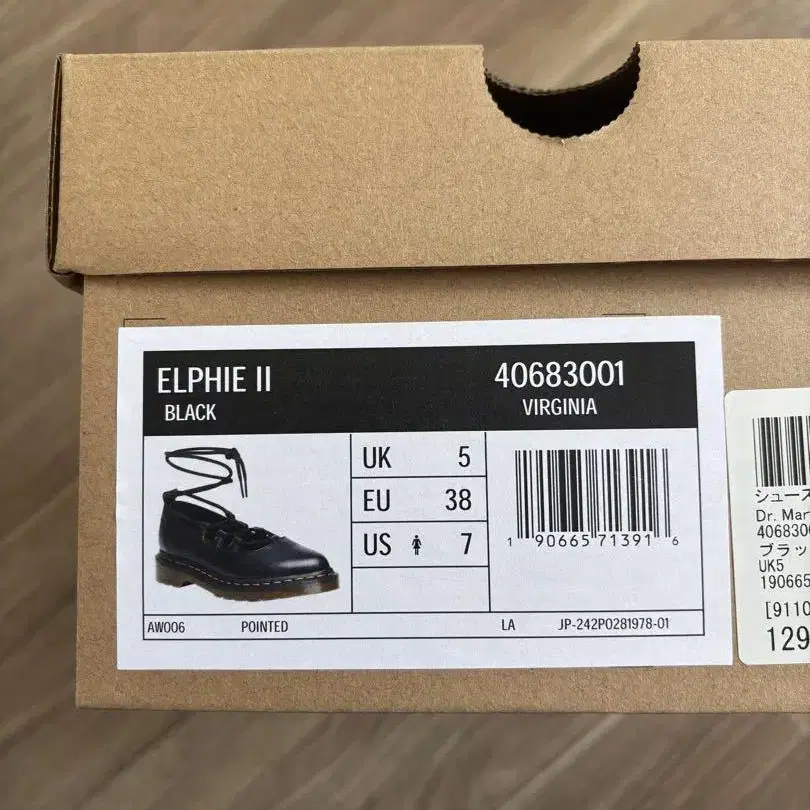 ELPHIE II
BLACK
40683001
VIRGINIA
UK 5
EU 38
US 7
1 90665 71391 6
AW006 POINTED LA JP-242P0281978-01
シューズ
Dr. Mar
4068300
ブラッ
UK5
190665
[9110
129